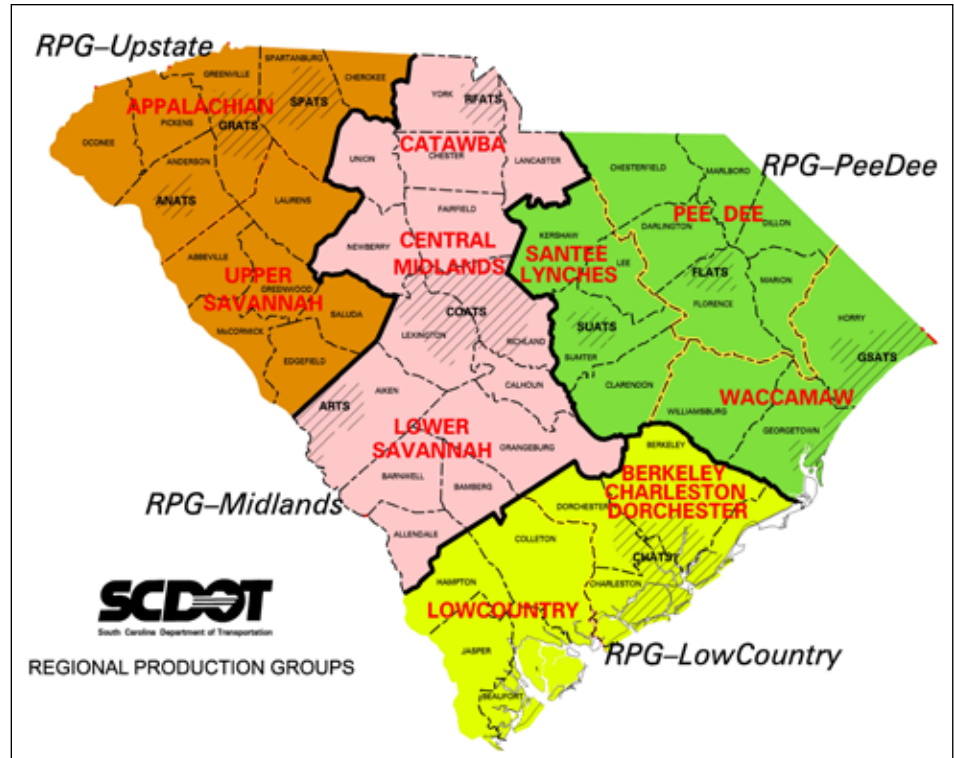 RPG–Upstate
SPARTANBURG
GREENVILLE
CHEROKEE
APPALACHIAN
SPATS
PICKENS
GRATS
OCONEE
ANDERSON
ANATS
LAURENS
ABBEVILLE
UPPER
SAVANNAH
GREENWOOD
SALUDA
McCORMICK
EDGEFIELD
YORK
RFATS
CATAWBA
UNION
CHESTER
LANCASTER
FAIRFIELD
NEWBERRY
CENTRAL
MIDLANDS
COATS
LEXINGTON
RICHLAND
CALHOUN
AIKEN
ARTS
LOWER
SAVANNAH
ORANGEBURG
BARNWELL
BAMBERG
ALLENDALE
RPG–Midlands
RPG–PeeDee
CHESTERFIELD
MARLBORO
PEE DEE
DARLINGTON
DILLON
KERSHAW
SANTEE
LYNCHES
LEE
FLATS
MARION
FLORENCE
SUATS
HORRY
GSATS
SUMTER
CLARENDON
WACCAMAW
WILLIAMSBURG
GEORGETOWN
BERKELEY
BERKELEY
CHARLESTON
DORCHESTER
DORCHESTER
COLLETON
CHATS
CHARLESTON
HAMPTON
LOWCOUNTRY
JASPER
BEAUFORT
RPG–LowCountry
SCDOT
South Carolina Department of Transportation
REGIONAL PRODUCTION GROUPS